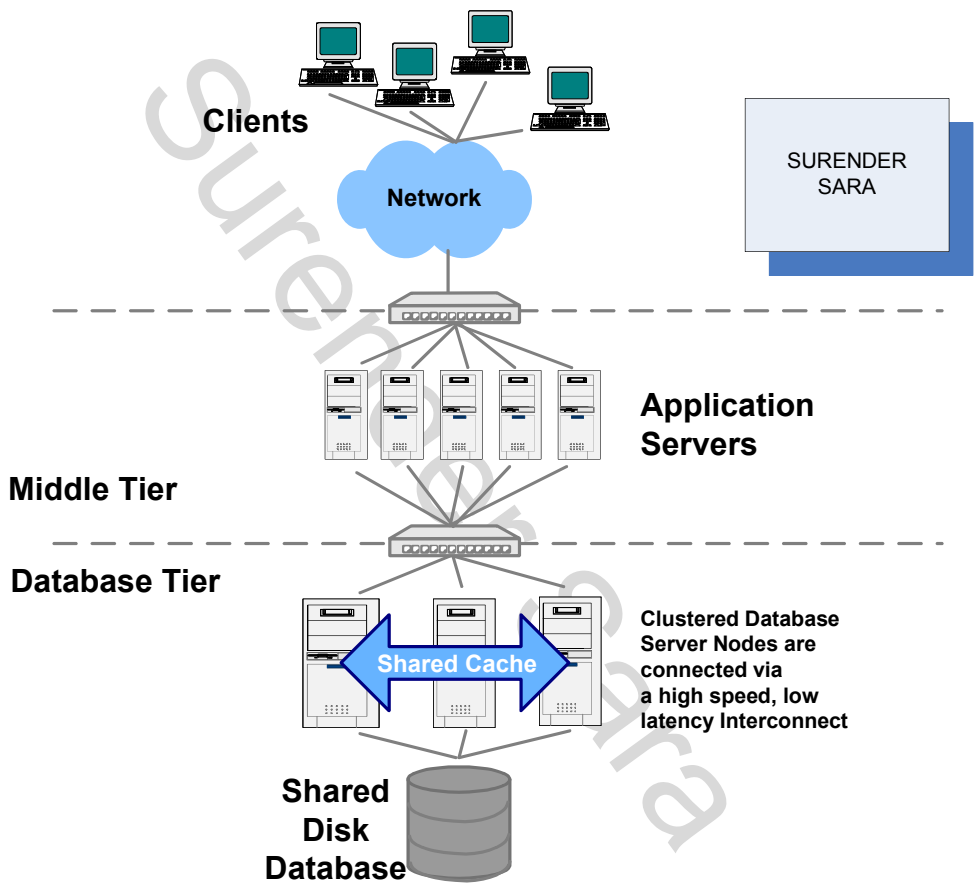 Clients
SURENDER
SARA
Network
Application
Servers
Middle Tier
Database Tier
Clustered Database
Server Nodes are
connected via
a high speed, low
latency Interconnect
Shared Cache
Shared
Disk
Database
Surender Sara